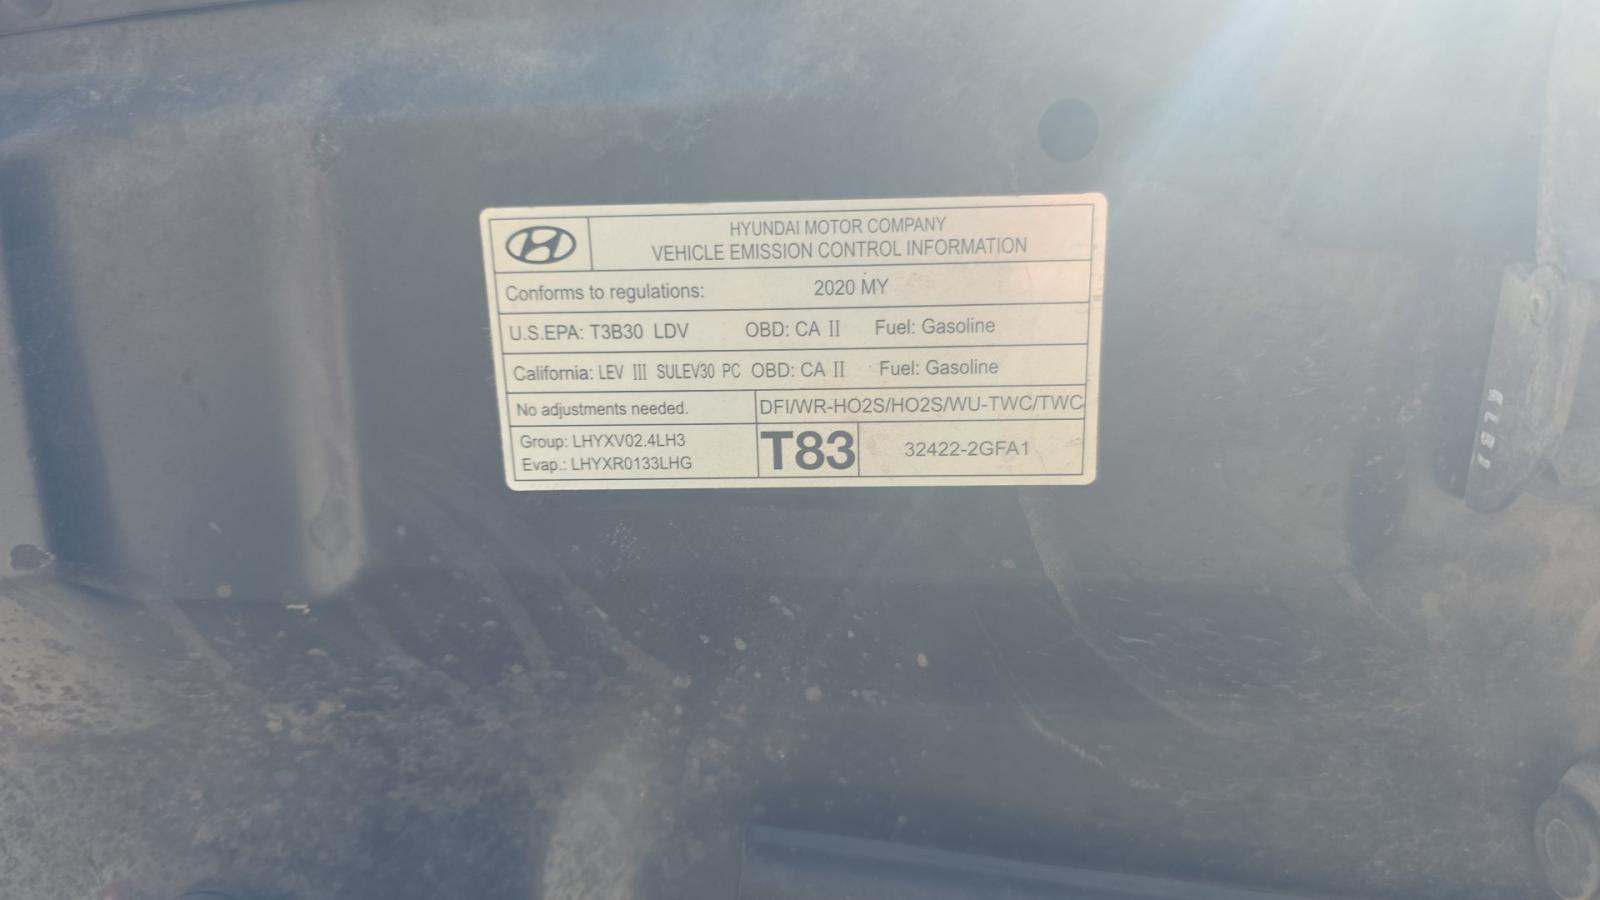 HYUNDAI MOTOR COMPANY
VEHICLE EMISSION CONTROL INFORMATION
Conforms to regulations: 2020 MY
U.S.EPA: T3B30 LDV OBD: CA II Fuel: Gasoline
California: LEV III SULEV30 PC OBD: CA II Fuel: Gasoline
No adjustments needed. DFI/WR-HO2S/HO2S/WU-TWC/TWC
Group: LHYXV02.4LH3
Evap.: LHYXR0133LHG
T83
32422-2GFA1